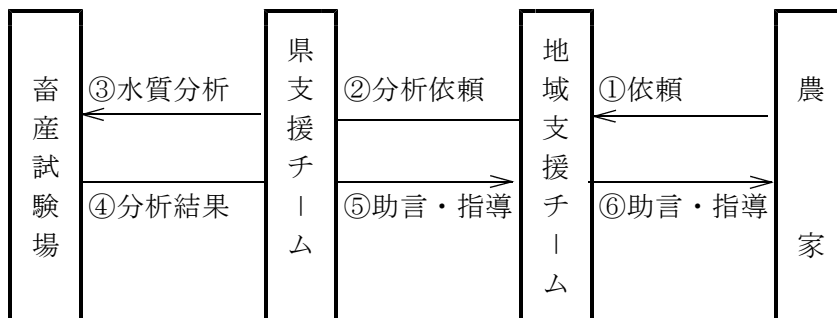 畜産試験場
③水質分析
④分析結果
県支援チーム
②分析依頼
⑤助言・指導
地域支援チーム
①依頼
⑥助言・指導
農家